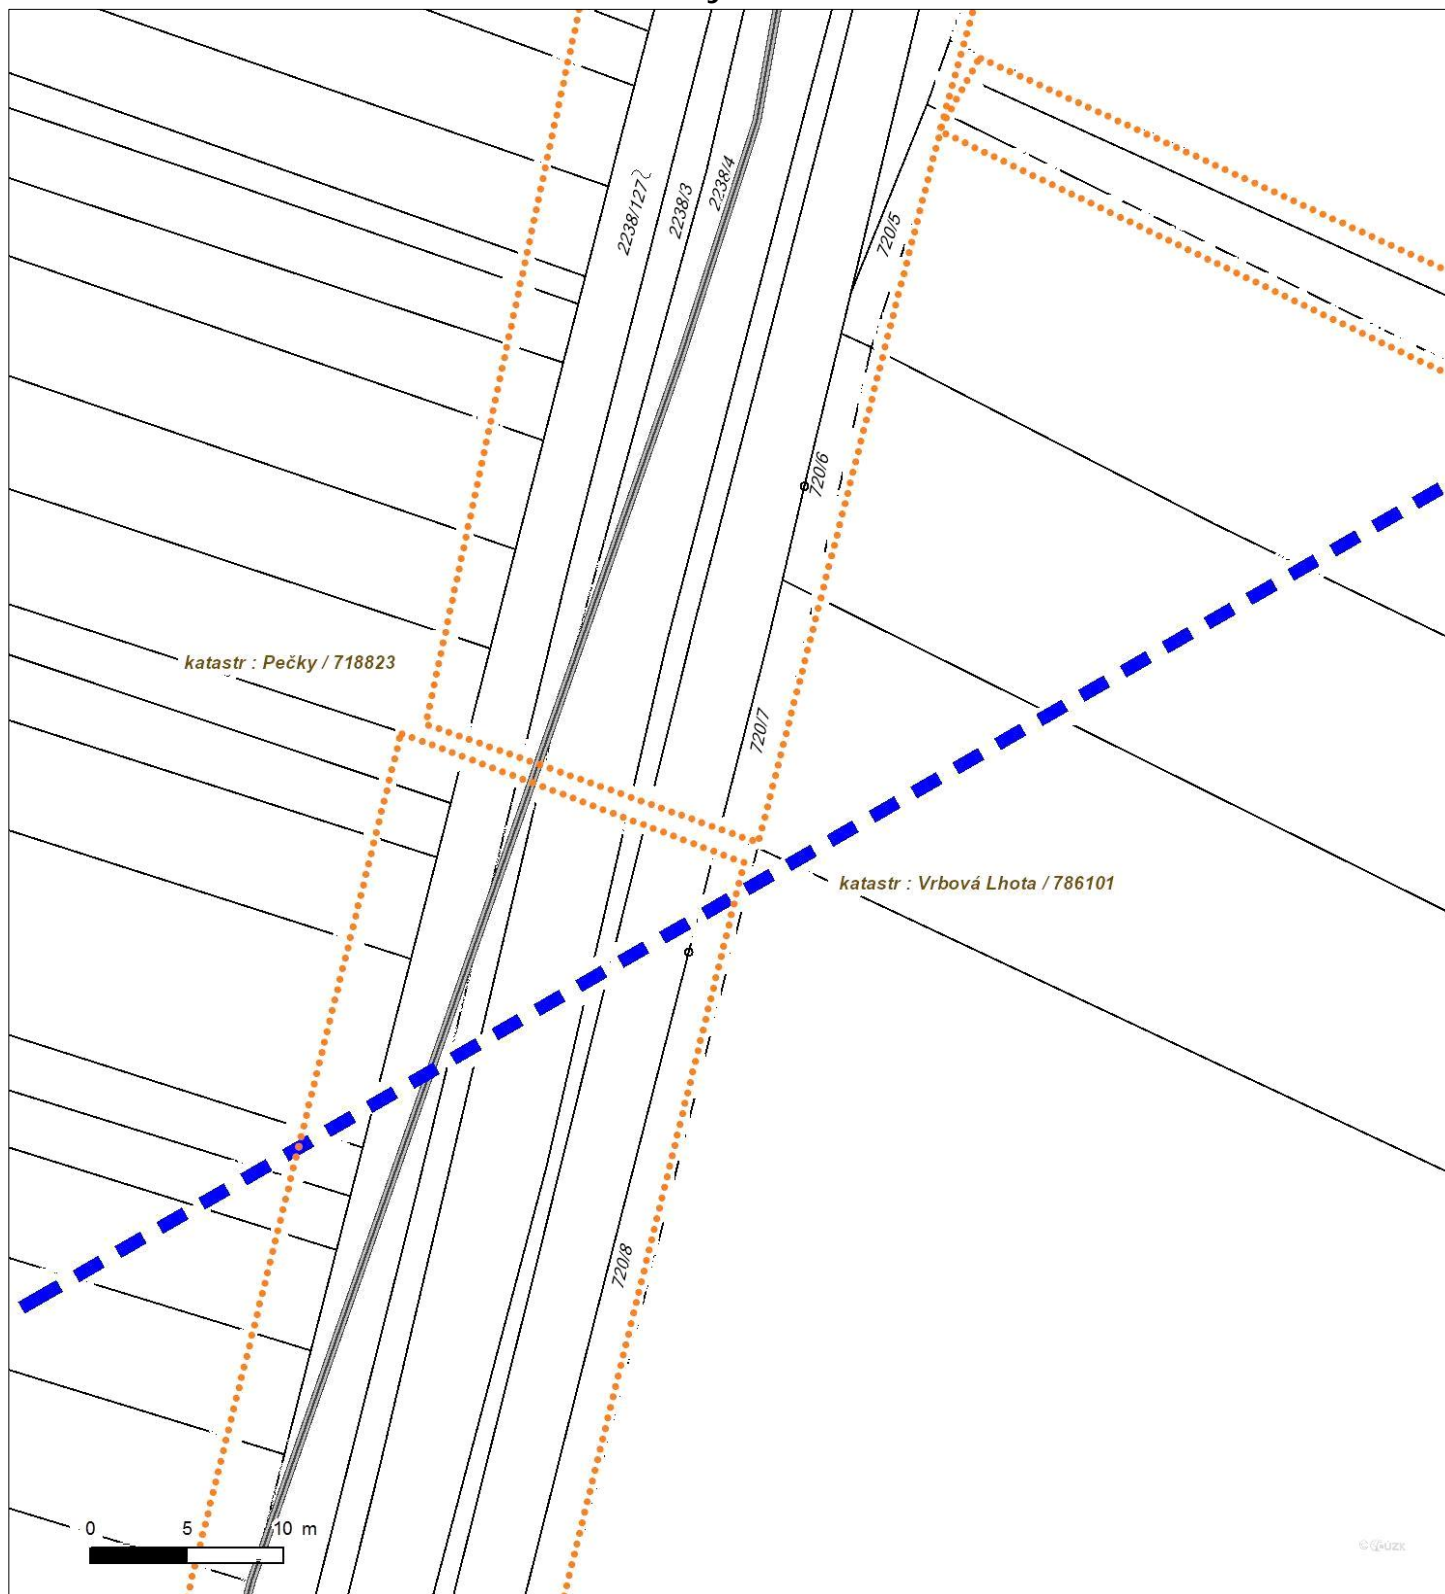 2238/127
2238/3
2238/4
720/5
720/6
katastr : Pečky / 718823
720/7
katastr : Vrbová Lhota / 786101
720/8
0 5 10 m